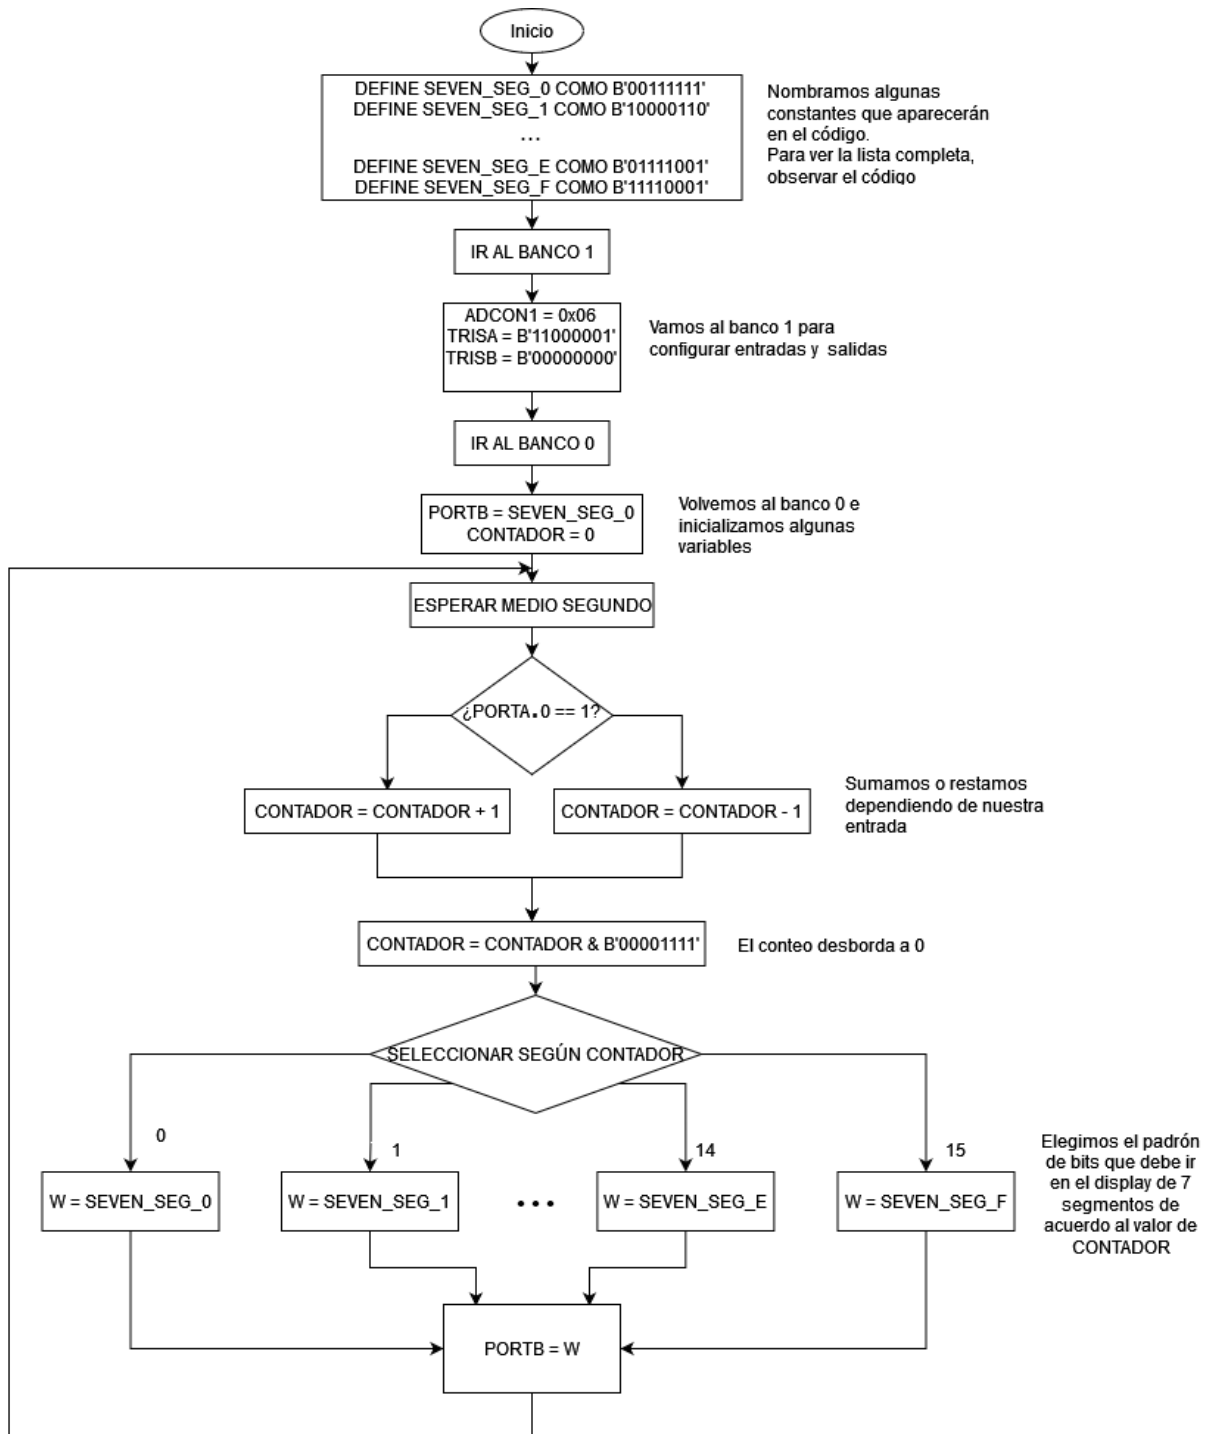 Inicio
DEFINE SEVEN_SEG_0 COMO B'00111111'
DEFINE SEVEN_SEG_1 COMO B'10000110'
...
DEFINE SEVEN_SEG_E COMO B'01111001'
DEFINE SEVEN_SEG_F COMO B'11110001'
Nombramos algunas
constantes que aparecerán
en el código.
Para ver la lista completa,
observar el código
IR AL BANCO 1
ADCON1 = 0x06
TRISA = B'11000001'
TRISB = B'00000000'
Vamos al banco 1 para
configurar entradas y salidas
IR AL BANCO 0
PORTB = SEVEN_SEG_0
CONTADOR = 0
Volvemos al banco 0 e
inicializamos algunas
variables
ESPERAR MEDIO SEGUNDO
¿PORTA.0 == 1?
CONTADOR = CONTADOR + 1
CONTADOR = CONTADOR - 1
Sumamos o restamos
dependiendo de nuestra
entrada
CONTADOR = CONTADOR & B'00001111'
El conteo desborda a 0
SELECCIONAR SEGÚN CONTADOR
0
1
14
15
W = SEVEN_SEG_0
W = SEVEN_SEG_1
...
W = SEVEN_SEG_E
W = SEVEN_SEG_F
Elegimos el padrón
de bits que debe ir
en el display de 7
segmentos de
acuerdo al valor de
CONTADOR
PORTB = W